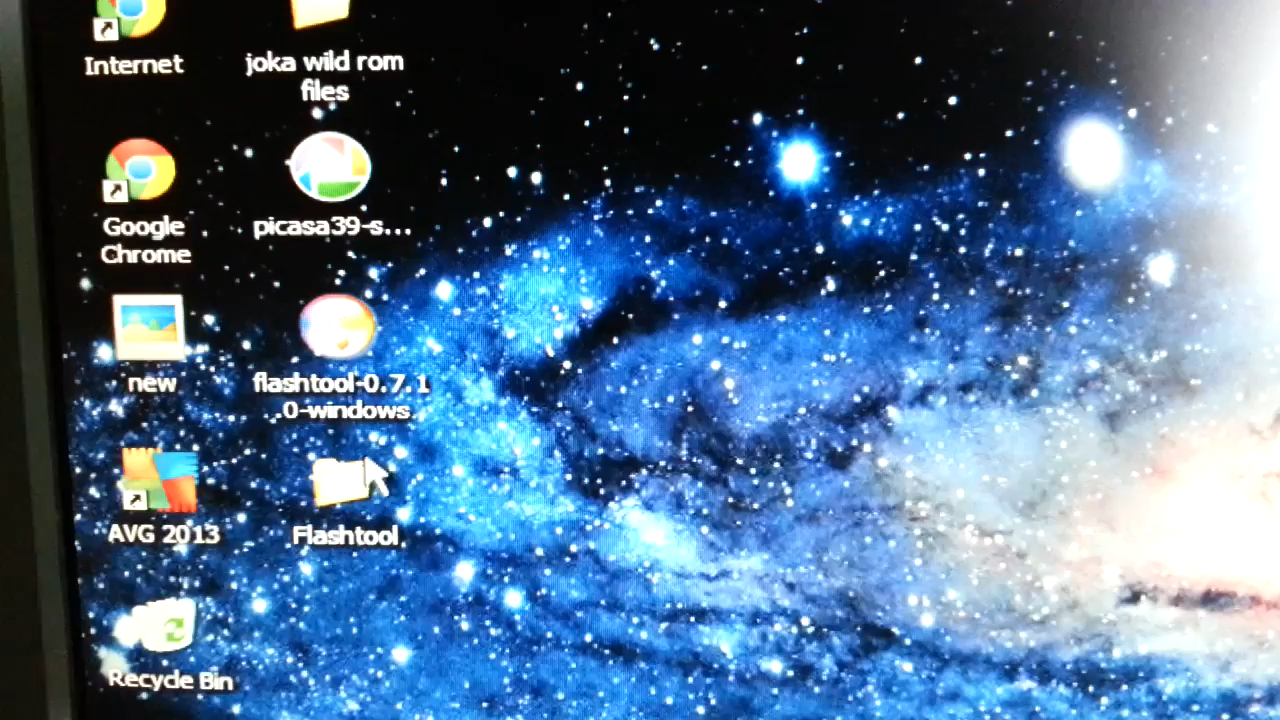 Internet
joka wild rom
files
Google
Chrome
picasa39-s...
new
flashtool-0.7.1
.0-windows
AVG 2013
Flashtool
Recycle Bin